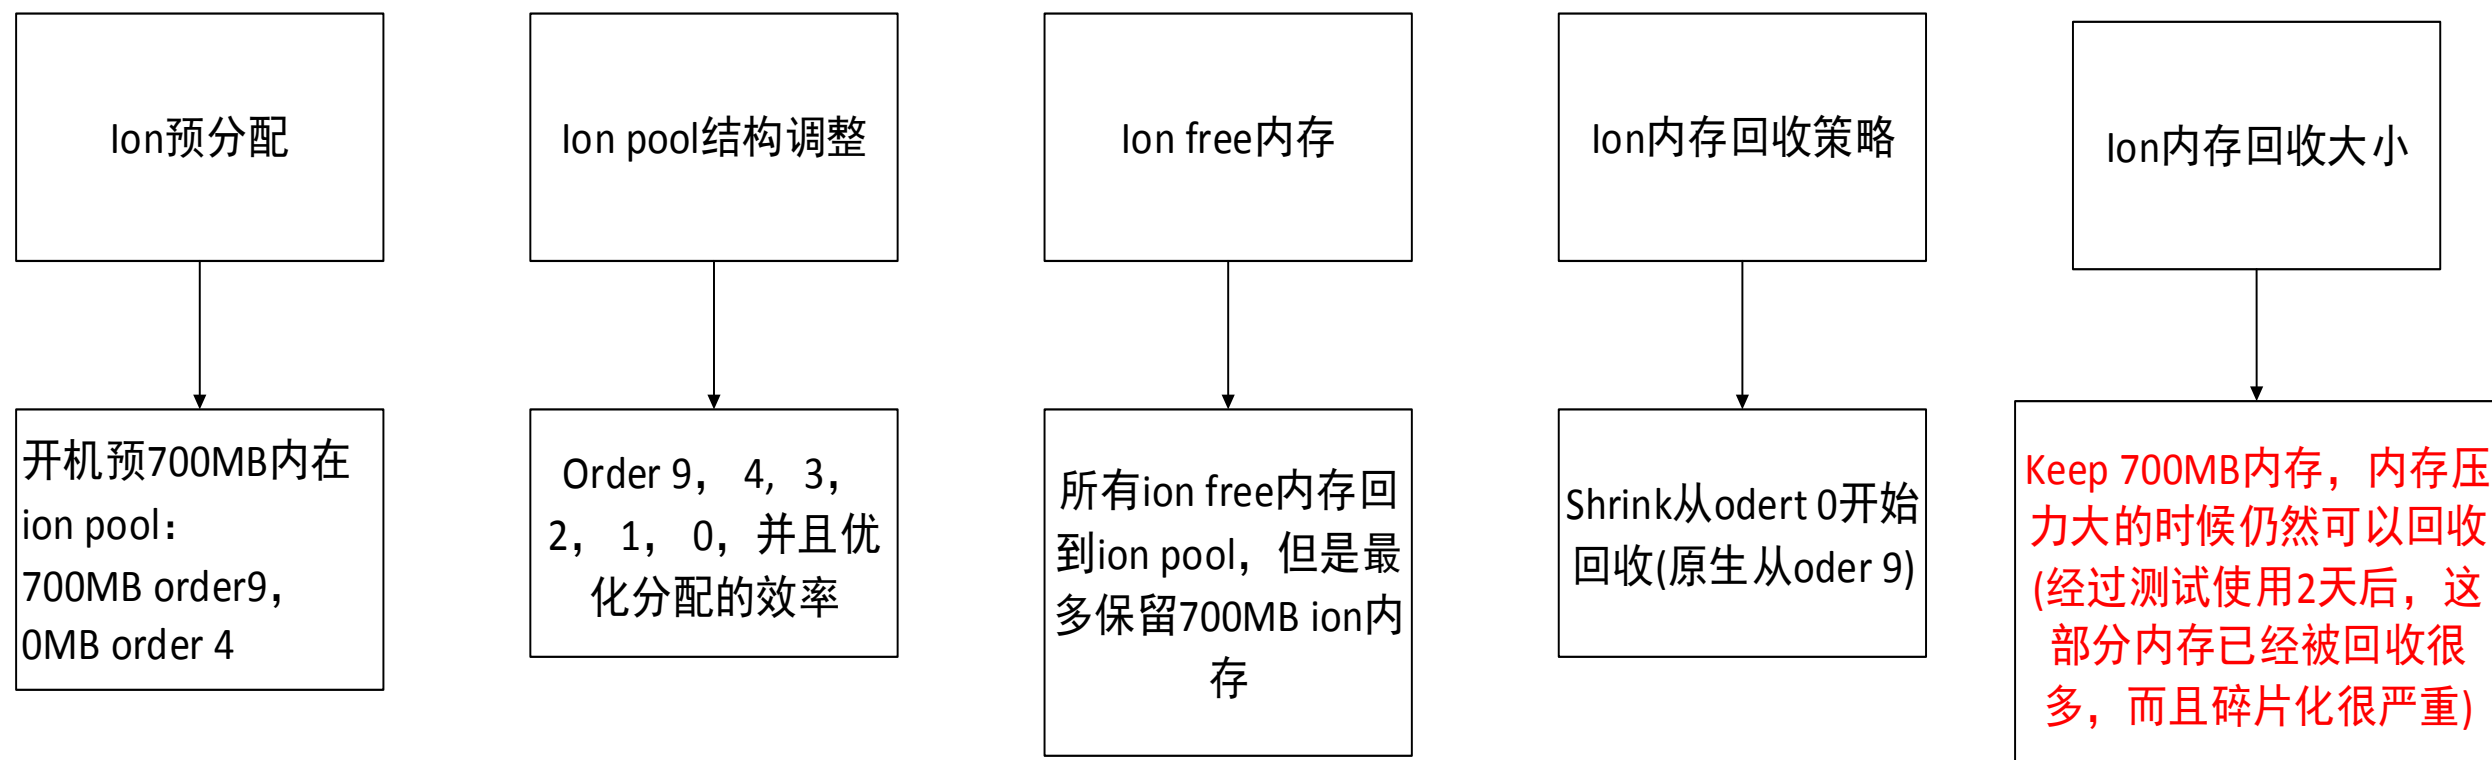 Ion预分配
Ion pool结构调整
Ion free内存
Ion内存回收策略
Ion内存回收大小
开机预700MB内在
ion pool：
700MB order9，
0MB order 4
Order 9， 4， 3，
2， 1， 0，并且优
化分配的效率
所有ion free内存回
到ion pool，但是最
多保留700MB ion内
存
Shrink从odert 0开始
回收(原生从oder 9)
Keep 700MB内存，内存压
力大的时候仍然可以回收
(经过测试使用2天后，这
部分内存已经被回收很
多，而且碎片化很严重)